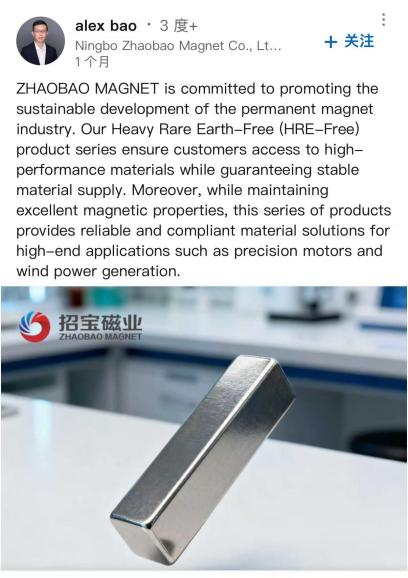 alex bao · 3 度+
Ningbo Zhaobao Magnet Co., Lt...
1 个月
+ 关注
ZHAOBAO MAGNET is committed to promoting the
sustainable development of the permanent magnet
industry. Our Heavy Rare Earth-Free (HRE-Free)
product series ensure customers access to high-
performance materials while guaranteeing stable
material supply. Moreover, while maintaining
excellent magnetic properties, this series of products
provides reliable and compliant material solutions for
high-end applications such as precision motors and
wind power generation.
招宝磁业
ZHAOBAO MAGNET